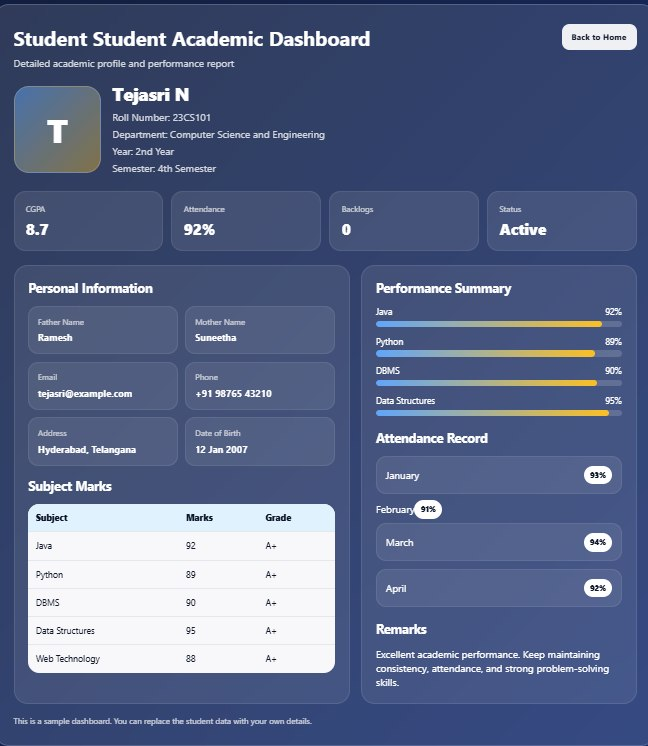 Student Student Academic Dashboard
Back to Home
Detailed academic profile and performance report
T
Tejasri N
Roll Number: 23CS101
Department: Computer Science and Engineering
Year: 2nd Year
Semester: 4th Semester
CGPA
8.7
Attendance
92%
Backlogs
0
Status
Active
Personal Information
Father Name
Ramesh
Mother Name
Suneetha
Email
tejasri@example.com
Phone
+91 98765 43210
Address
Hyderabad, Telangana
Date of Birth
12 Jan 2007
Subject Marks
Subject Marks Grade
Java 92 A+
Python 89 A+
DBMS 90 A+
Data Structures 95 A+
Web Technology 88 A+
Performance Summary
Java 92%
Python 89%
DBMS 90%
Data Structures 95%
Attendance Record
January 93%
February 91%
March 94%
April 92%
Remarks
Excellent academic performance. Keep maintaining
consistency, attendance, and strong problem-solving
skills.
This is a sample dashboard. You can replace the student data with your own details.